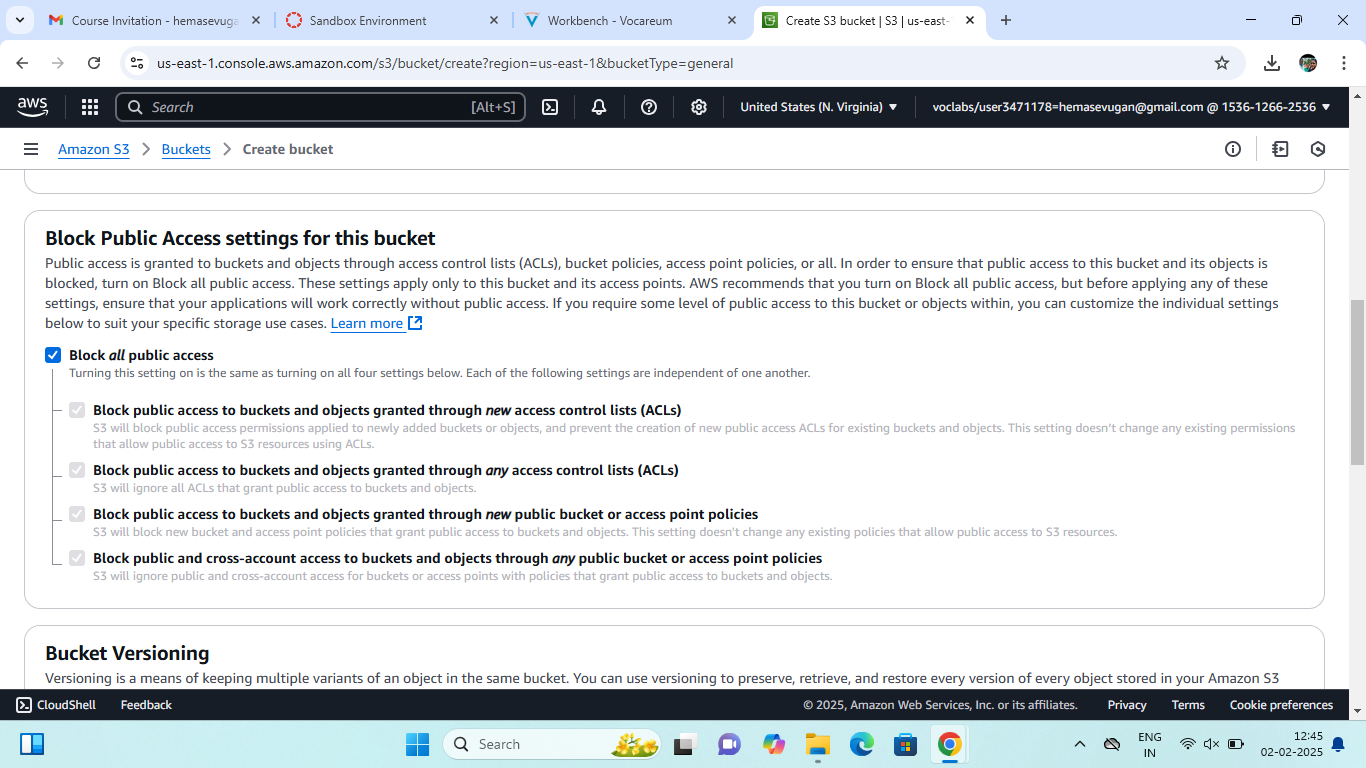 Course Invitation - hemasevuga
Sandbox Environment
Workbench - Vocareum
Create S3 bucket | S3 | us-east-
us-east-1.console.aws.amazon.com/s3/bucket/create?region=us-east-1&bucketType=general
aws
Search [Alt+S]
United States (N. Virginia)
voclabs/user3471178=hemasevugan@gmail.com @ 1536-1266-2536
Amazon S3 > Buckets > Create bucket
Block Public Access settings for this bucket
Public access is granted to buckets and objects through access control lists (ACLs), bucket policies, access point policies, or all. In order to ensure that public access to this bucket and its objects is
blocked, turn on Block all public access. These settings apply only to this bucket and its access points. AWS recommends that you turn on Block all public access, but before applying any of these
settings, ensure that your applications will work correctly without public access. If you require some level of public access to this bucket or objects within, you can customize the individual settings
below to suit your specific storage use cases. Learn more
Block all public access
Turning this setting on is the same as turning on all four settings below. Each of the following settings are independent of one another.
Block public access to buckets and objects granted through new access control lists (ACLs)
S3 will block public access permissions applied to newly added buckets or objects, and prevent the creation of new public access ACLs for existing buckets and objects. This setting doesn't change any existing permissions
that allow public access to S3 resources using ACLs.
Block public access to buckets and objects granted through any access control lists (ACLs)
S3 will ignore all ACLs that grant public access to buckets and objects.
Block public access to buckets and objects granted through new public bucket or access point policies
S3 will block new bucket and access point policies that grant public access to buckets and objects. This setting doesn't change any existing policies that allow public access to S3 resources.
Block public and cross-account access to buckets and objects through any public bucket or access point policies
S3 will ignore public and cross-account access for buckets or access points with policies that grant public access to buckets and objects.
Bucket Versioning
Versioning is a means of keeping multiple variants of an object in the same bucket. You can use versioning to preserve, retrieve, and restore every version of every object stored in your Amazon S3
CloudShell
Feedback
© 2025, Amazon Web Services, Inc. or its affiliates.
Privacy
Terms
Cookie preferences
Search
ENG
IN
12:45
02-02-2025